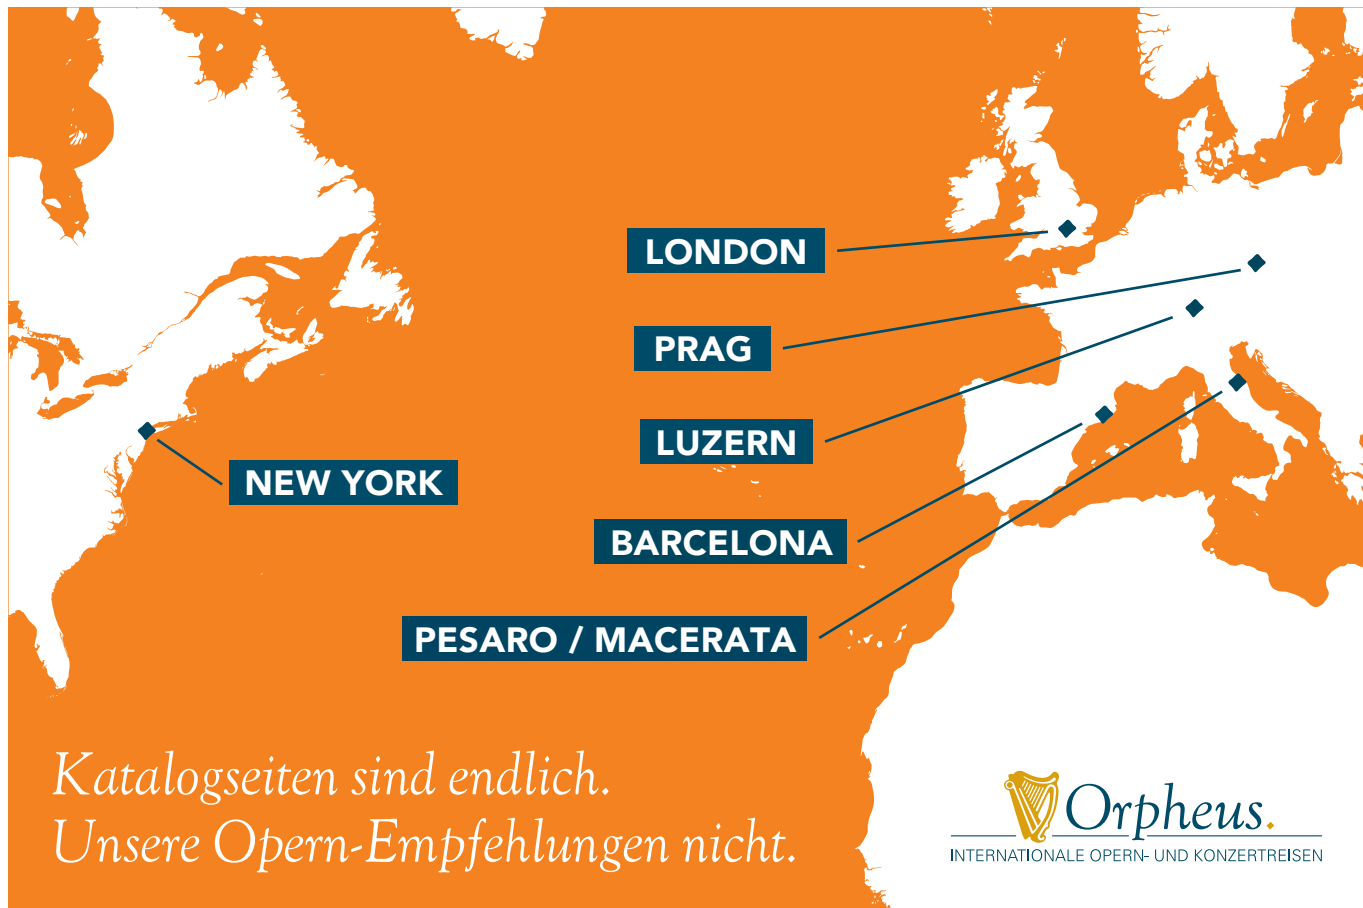 LONDON
PRAG
LUZERN
NEW YORK
BARCELONA
PESARO / MACERATA
Katalogseiten sind endlich.
Unsere Opern-Empfehlungen nicht.
Orpheus.
INTERNATIONALE OPERN- UND KONZERTREISEN